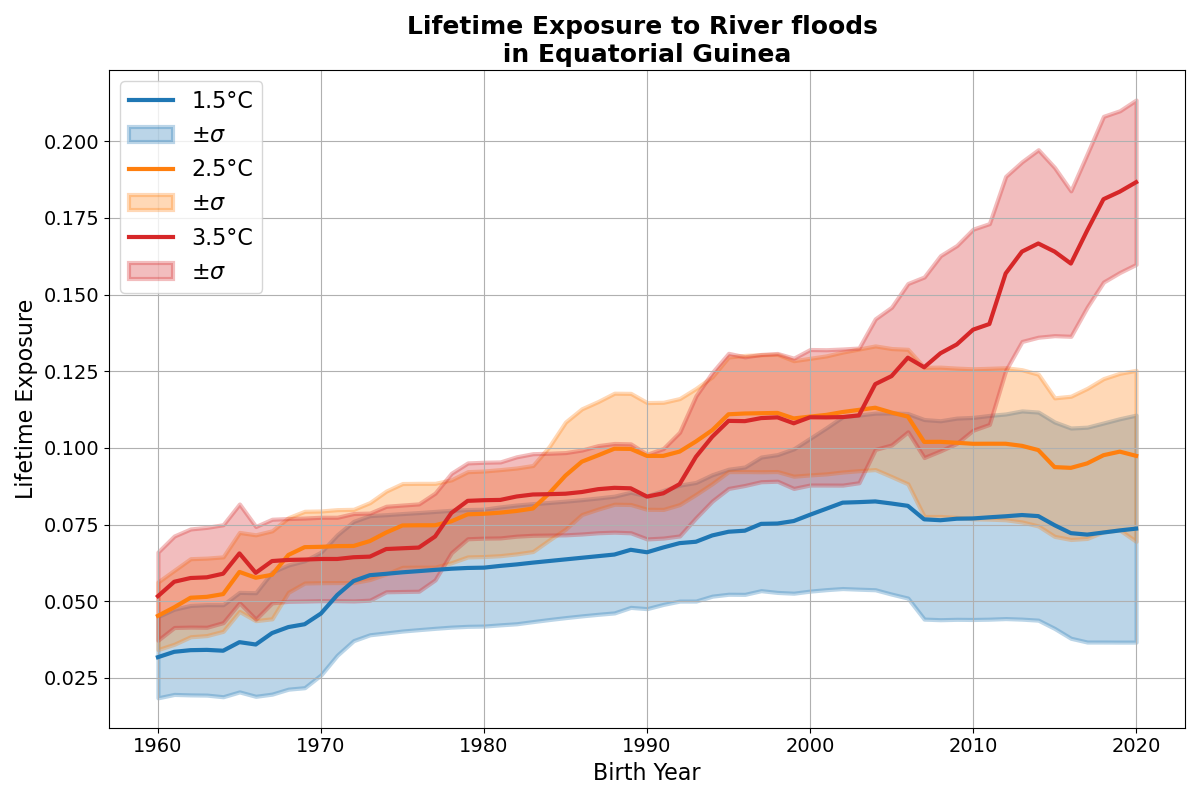 Lifetime Exposure to River floods
in Equatorial Guinea
1.5°C
±σ
2.5°C
±σ
3.5°C
±σ
0.200
0.175
0.150
0.125
0.100
0.075
0.050
0.025
Lifetime Exposure
1960 1970 1980 1990 2000 2010 2020
Birth Year